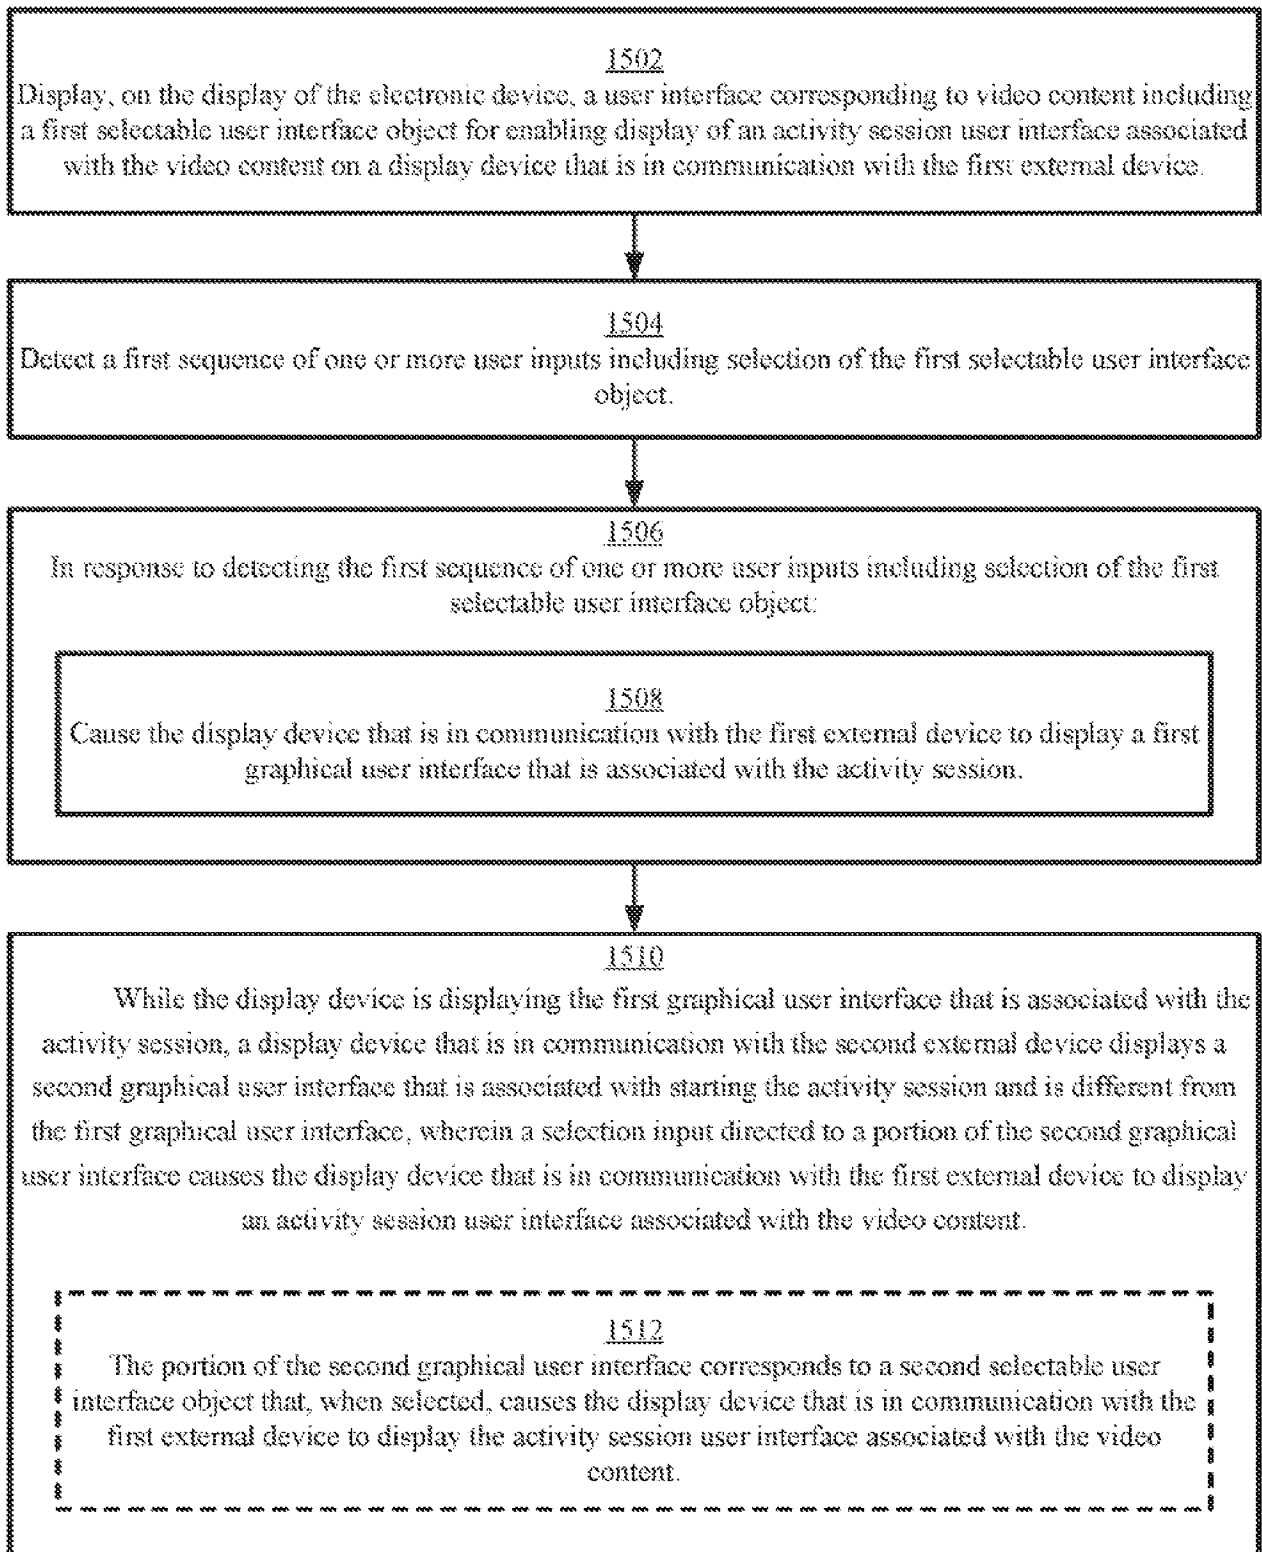 1502
Display, on the display of the electronic device, a user interface corresponding to video content including
a first selectable user interface object for enabling display of an activity session user interface associated
with the video content on a display device that is in communication with the first external device.
1504
Detect a first sequence of one or more user inputs including selection of the first selectable user interface
object.
1506
In response to detecting the first sequence of one or more user inputs including selection of the first
selectable user interface object:
1508
Cause the display device that is in communication with the first external device to display a first
graphical user interface that is associated with the activity session.
1510
While the display device is displaying the first graphical user interface that is associated with the
activity session, a display device that is in communication with the second external device displays a
second graphical user interface that is associated with starting the activity session and is different from
the first graphical user interface, wherein a selection input directed to a portion of the second graphical
user interface causes the display device that is in communication with the first external device to display
an activity session user interface associated with the video content.
1512
The portion of the second graphical user interface corresponds to a second selectable user
interface object that, when selected, causes the display device that is in communication with the
first external device to display the activity session user interface associated with the video
content.